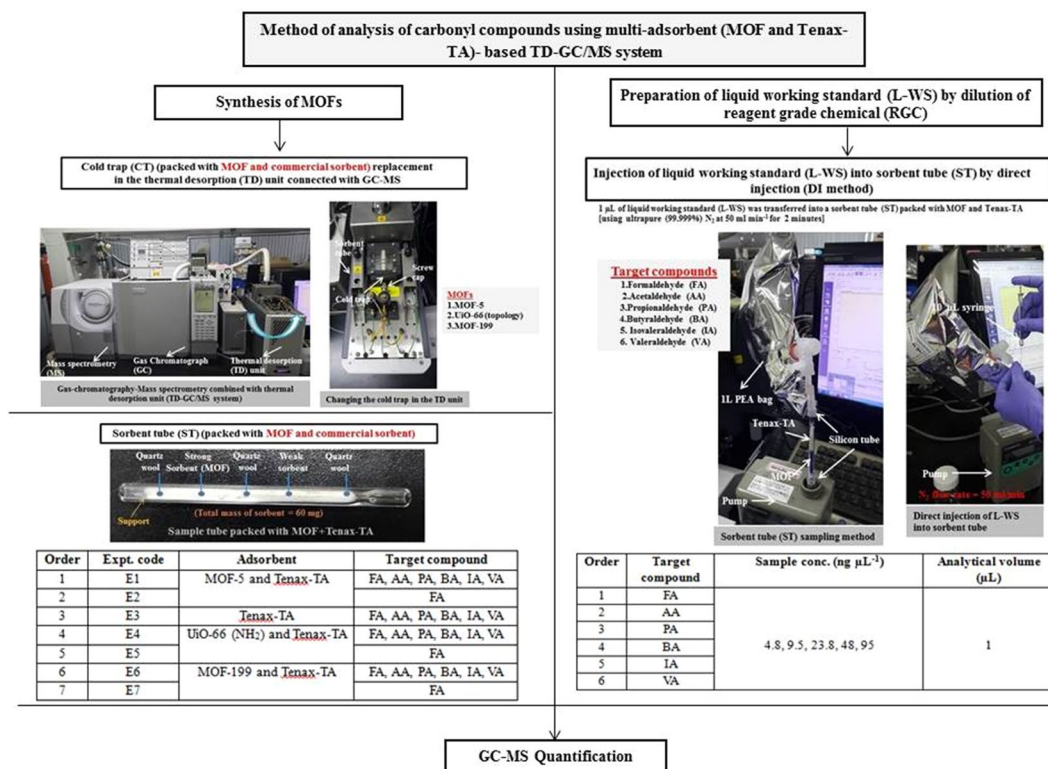 Method of analysis of carbonyl compounds using multi-adsorbent (MOF and Tenax-
TA)- based TD-GC/MS system
Synthesis of MOFs
Cold trap (CT) (packed with MOF and commercial sorbent) replacement
in the thermal desorption (TD) unit connected with GC-MS
Mass spectrometry
(MS)
Gas Chromatograph
(GC)
Thermal desorption
(TD) unit
Gas-chromatography-Mass spectrometry combined with thermal
desorption unit (TD-GC/MS system)
Sorbent
tube
Screw
cap
Cold trap
MOFs
1.MOF-5
2.UiO-66 (topology)
3.MOF-199
Changing the cold trap in the TD unit
Sorbent tube (ST) (packed with MOF and commercial sorbent)
Quartz
wool
Strong
Sorbent (MOF)
Quartz
wool
Weak
sorbent
Quartz
wool
Support
(Total mass of sorbent = 60 mg)
Sample tube packed with MOF+Tenax-TA
Order Expt. code Adsorbent Target compound
1 E1 MOF-5 and Tenax-TA FA, AA, PA, BA, IA, VA
2 E2 FA
3 E3 Tenax-TA FA, AA, PA, BA, IA, VA
4 E4 UiO-66 (NH₂) and Tenax-TA FA, AA, PA, BA, IA, VA
5 E5 FA
6 E6 MOF-199 and Tenax-TA FA, AA, PA, BA, IA, VA
7 E7 FA
Preparation of liquid working standard (L-WS) by dilution of
reagent grade chemical (RGC)
Injection of liquid working standard (L-WS) into sorbent tube (ST) by direct
injection (DI method)
1 µL of liquid working standard (L-WS) was transferred into a sorbent tube (ST) packed with MOF and Tenax-TA
[using ultrapure (99.999%) N₂ at 50 ml min⁻¹ for 2 minutes]
Target compounds
1.Formaldehyde (FA)
2.Acetaldehyde (AA)
3.Propionaldehyde (PA)
4.Butyraldehyde (BA)
5. Isovaleraldehyde (IA)
6. Valeraldehyde (VA)
1L PEA bag
Tenax-TA
Silicon tube
MOF
Pump
Sorbent tube (ST) sampling method
10 µL syringe
Pump
N₂ flow rate = 50 ml/min
Direct injection of L-WS
into sorbent tube
Order Target
compound Sample conc. (ng µL⁻¹) Analytical volume
(µL)
1 FA
2 AA
3 PA
4 BA 4.8, 9.5, 23.8, 48, 95 1
5 IA
6 VA
GC-MS Quantification